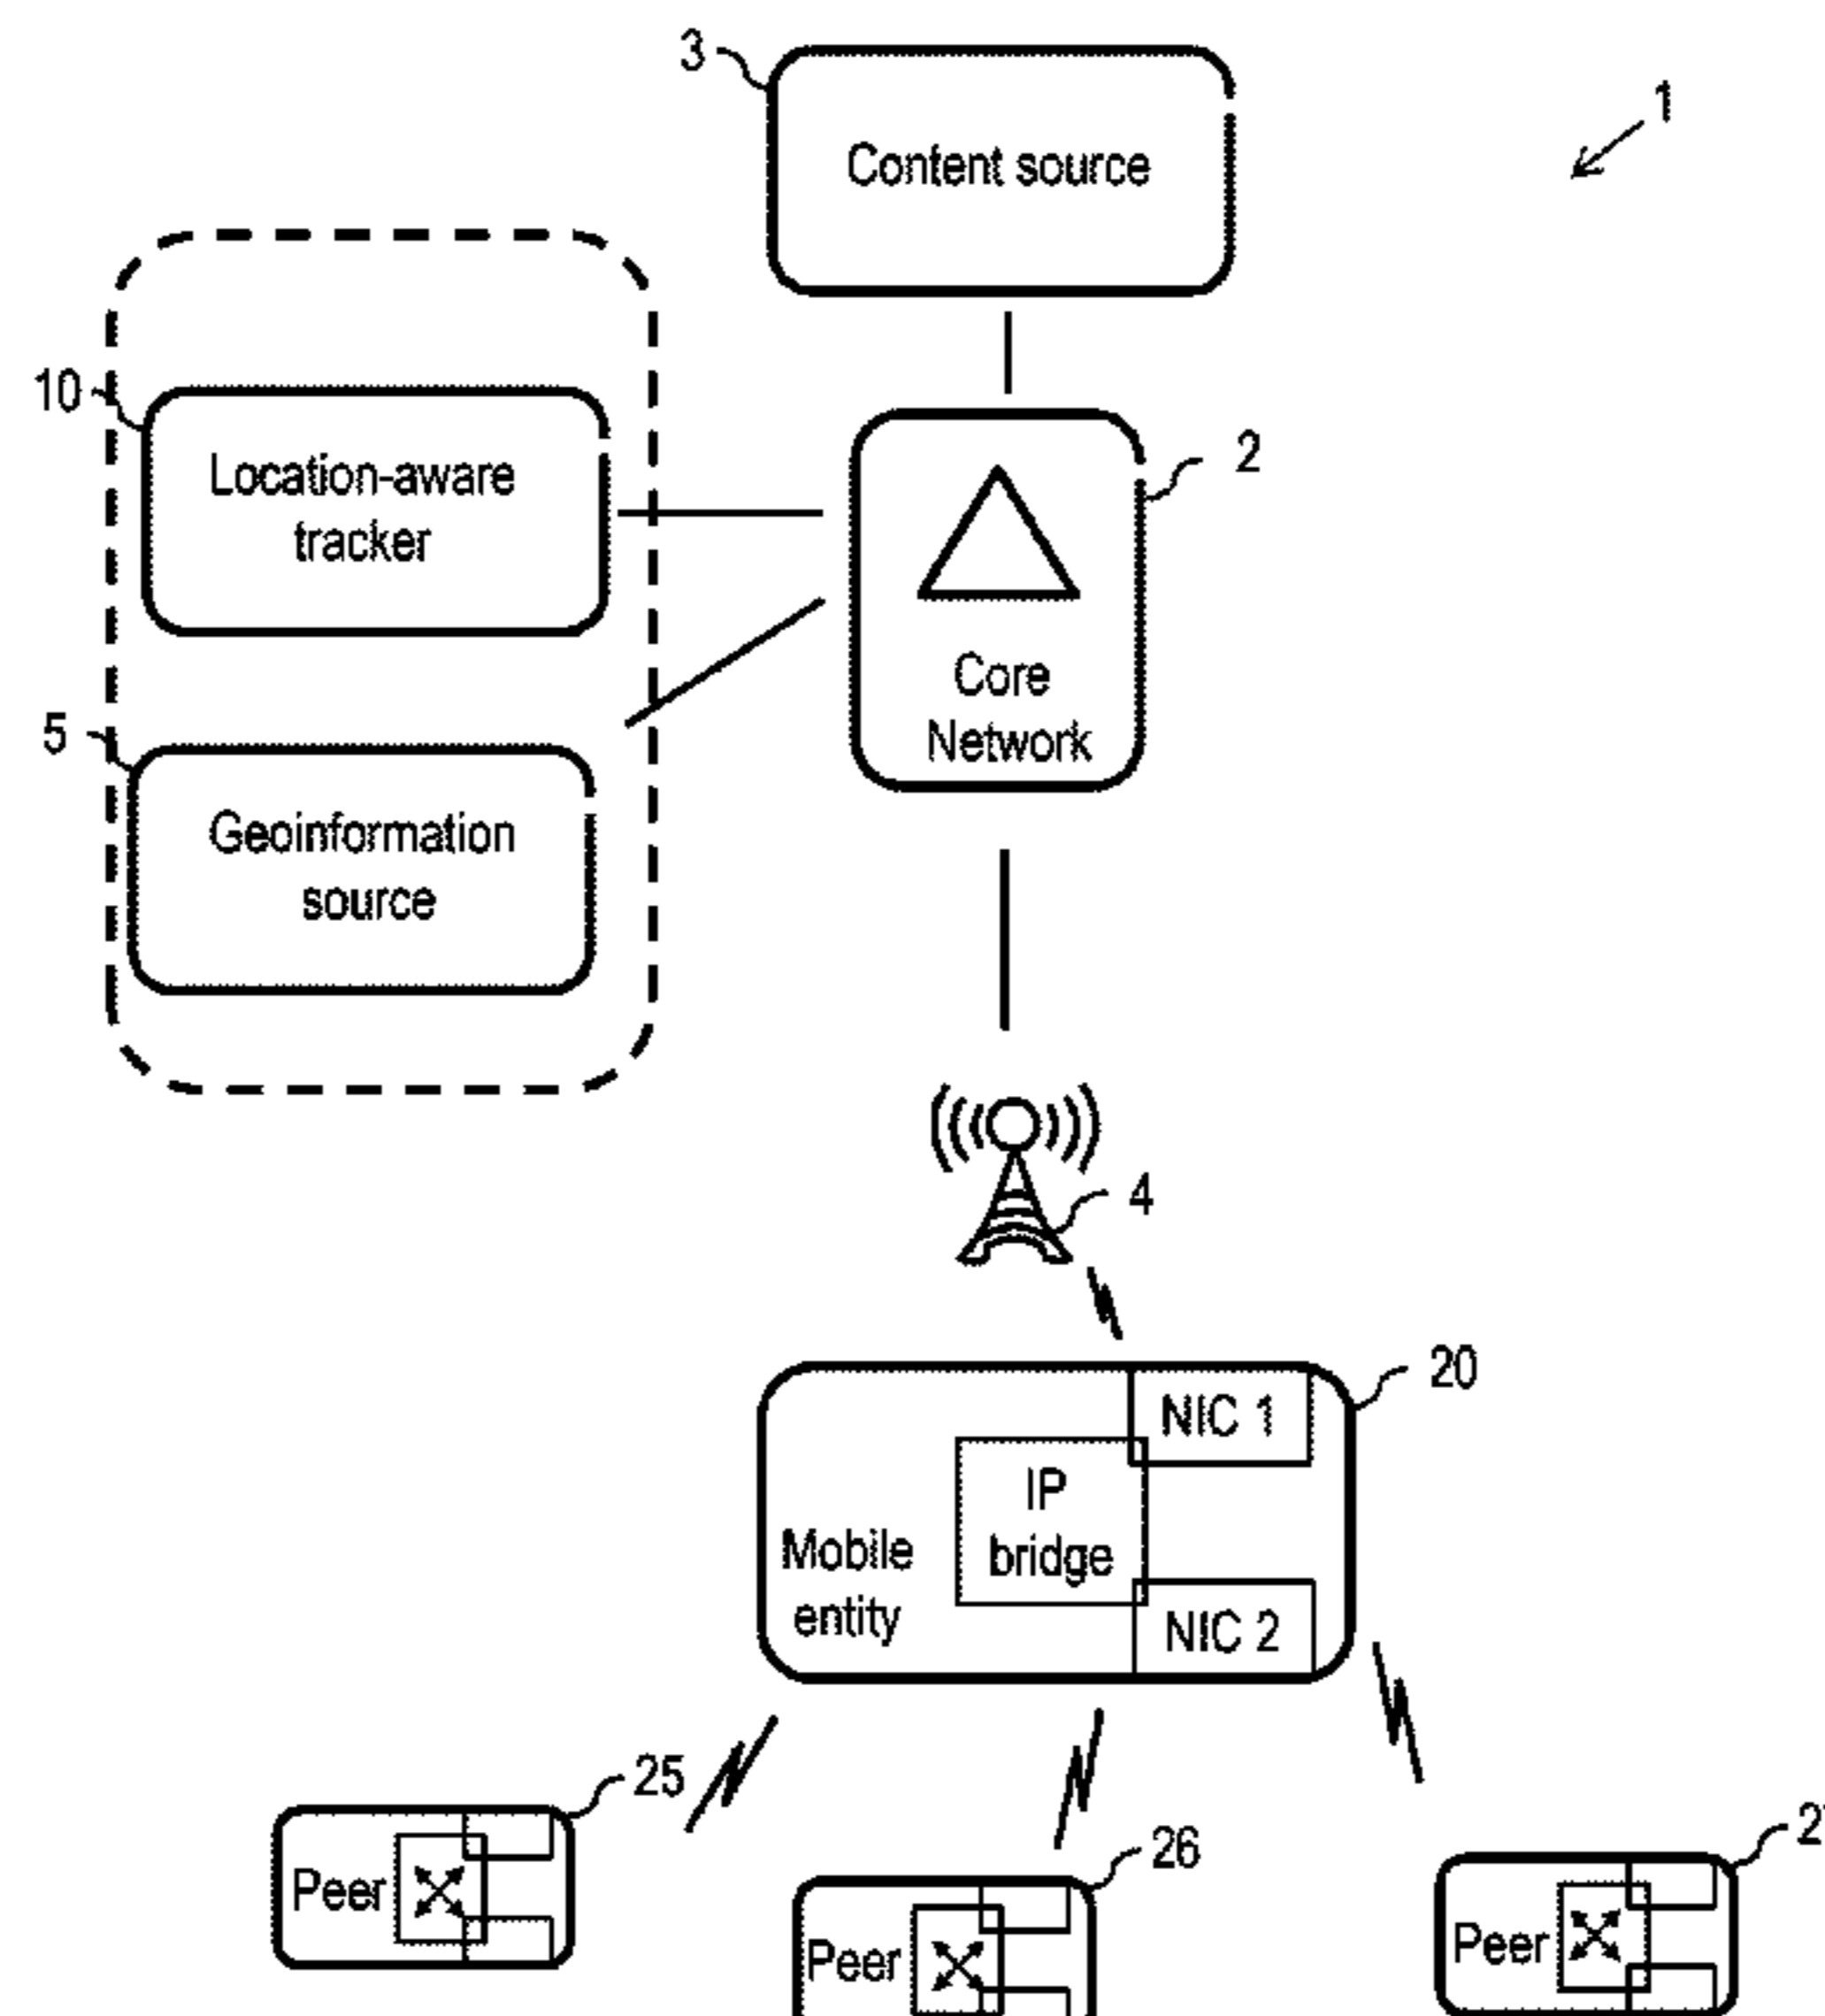 3
1
Content source
10
Location-aware
tracker
2
Core
Network
5
Geoinformation
source
4
20
NIC 1
IP
bridge
Mobile
entity
NIC 2
25
Peer
26
Peer
Peer